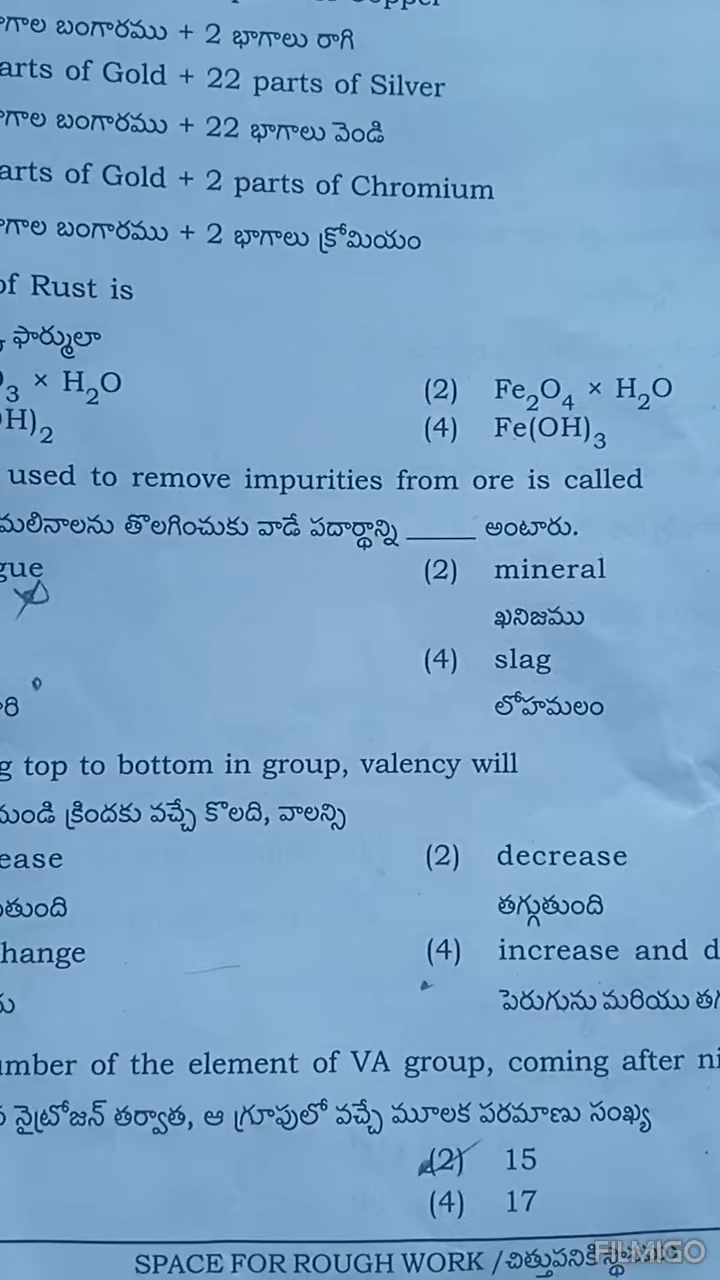 గాల బంగారము + 2 భాగాలు రాగి
arts of Gold + 22 parts of Silver
గాల బంగారము + 22 భాగాలు వెండి
arts of Gold + 2 parts of Chromium
గాల బంగారము + 2 భాగాలు క్రోమియం
of Rust is
ఫార్ములా
3 × H₂O (2) Fe₂O₄ × H₂O
H)₂ (4) Fe(OH)₃
used to remove impurities from ore is called
మలినాలను తొలగించుకు వాడే పదార్థాన్ని _____ అంటారు.
gue (2) mineral
ఖనిజము
(4) slag
రి లోహమలం
g top to bottom in group, valency will
నుండి క్రిందకు వచ్చే కొలది, వాలన్సి
ease (2) decrease
తుంది తగ్గుతుంది
hange (4) increase and d
పెరుగును మరియు తగ
umber of the element of VA group, coming after ni
నైట్రోజన్ తర్వాత, ఆ గ్రూపులో వచ్చే మూలక పరమాణు సంఖ్య
(2) 15
(4) 17
SPACE FOR ROUGH WORK /చిత్తుపనికి స్థానము
FILMIGO